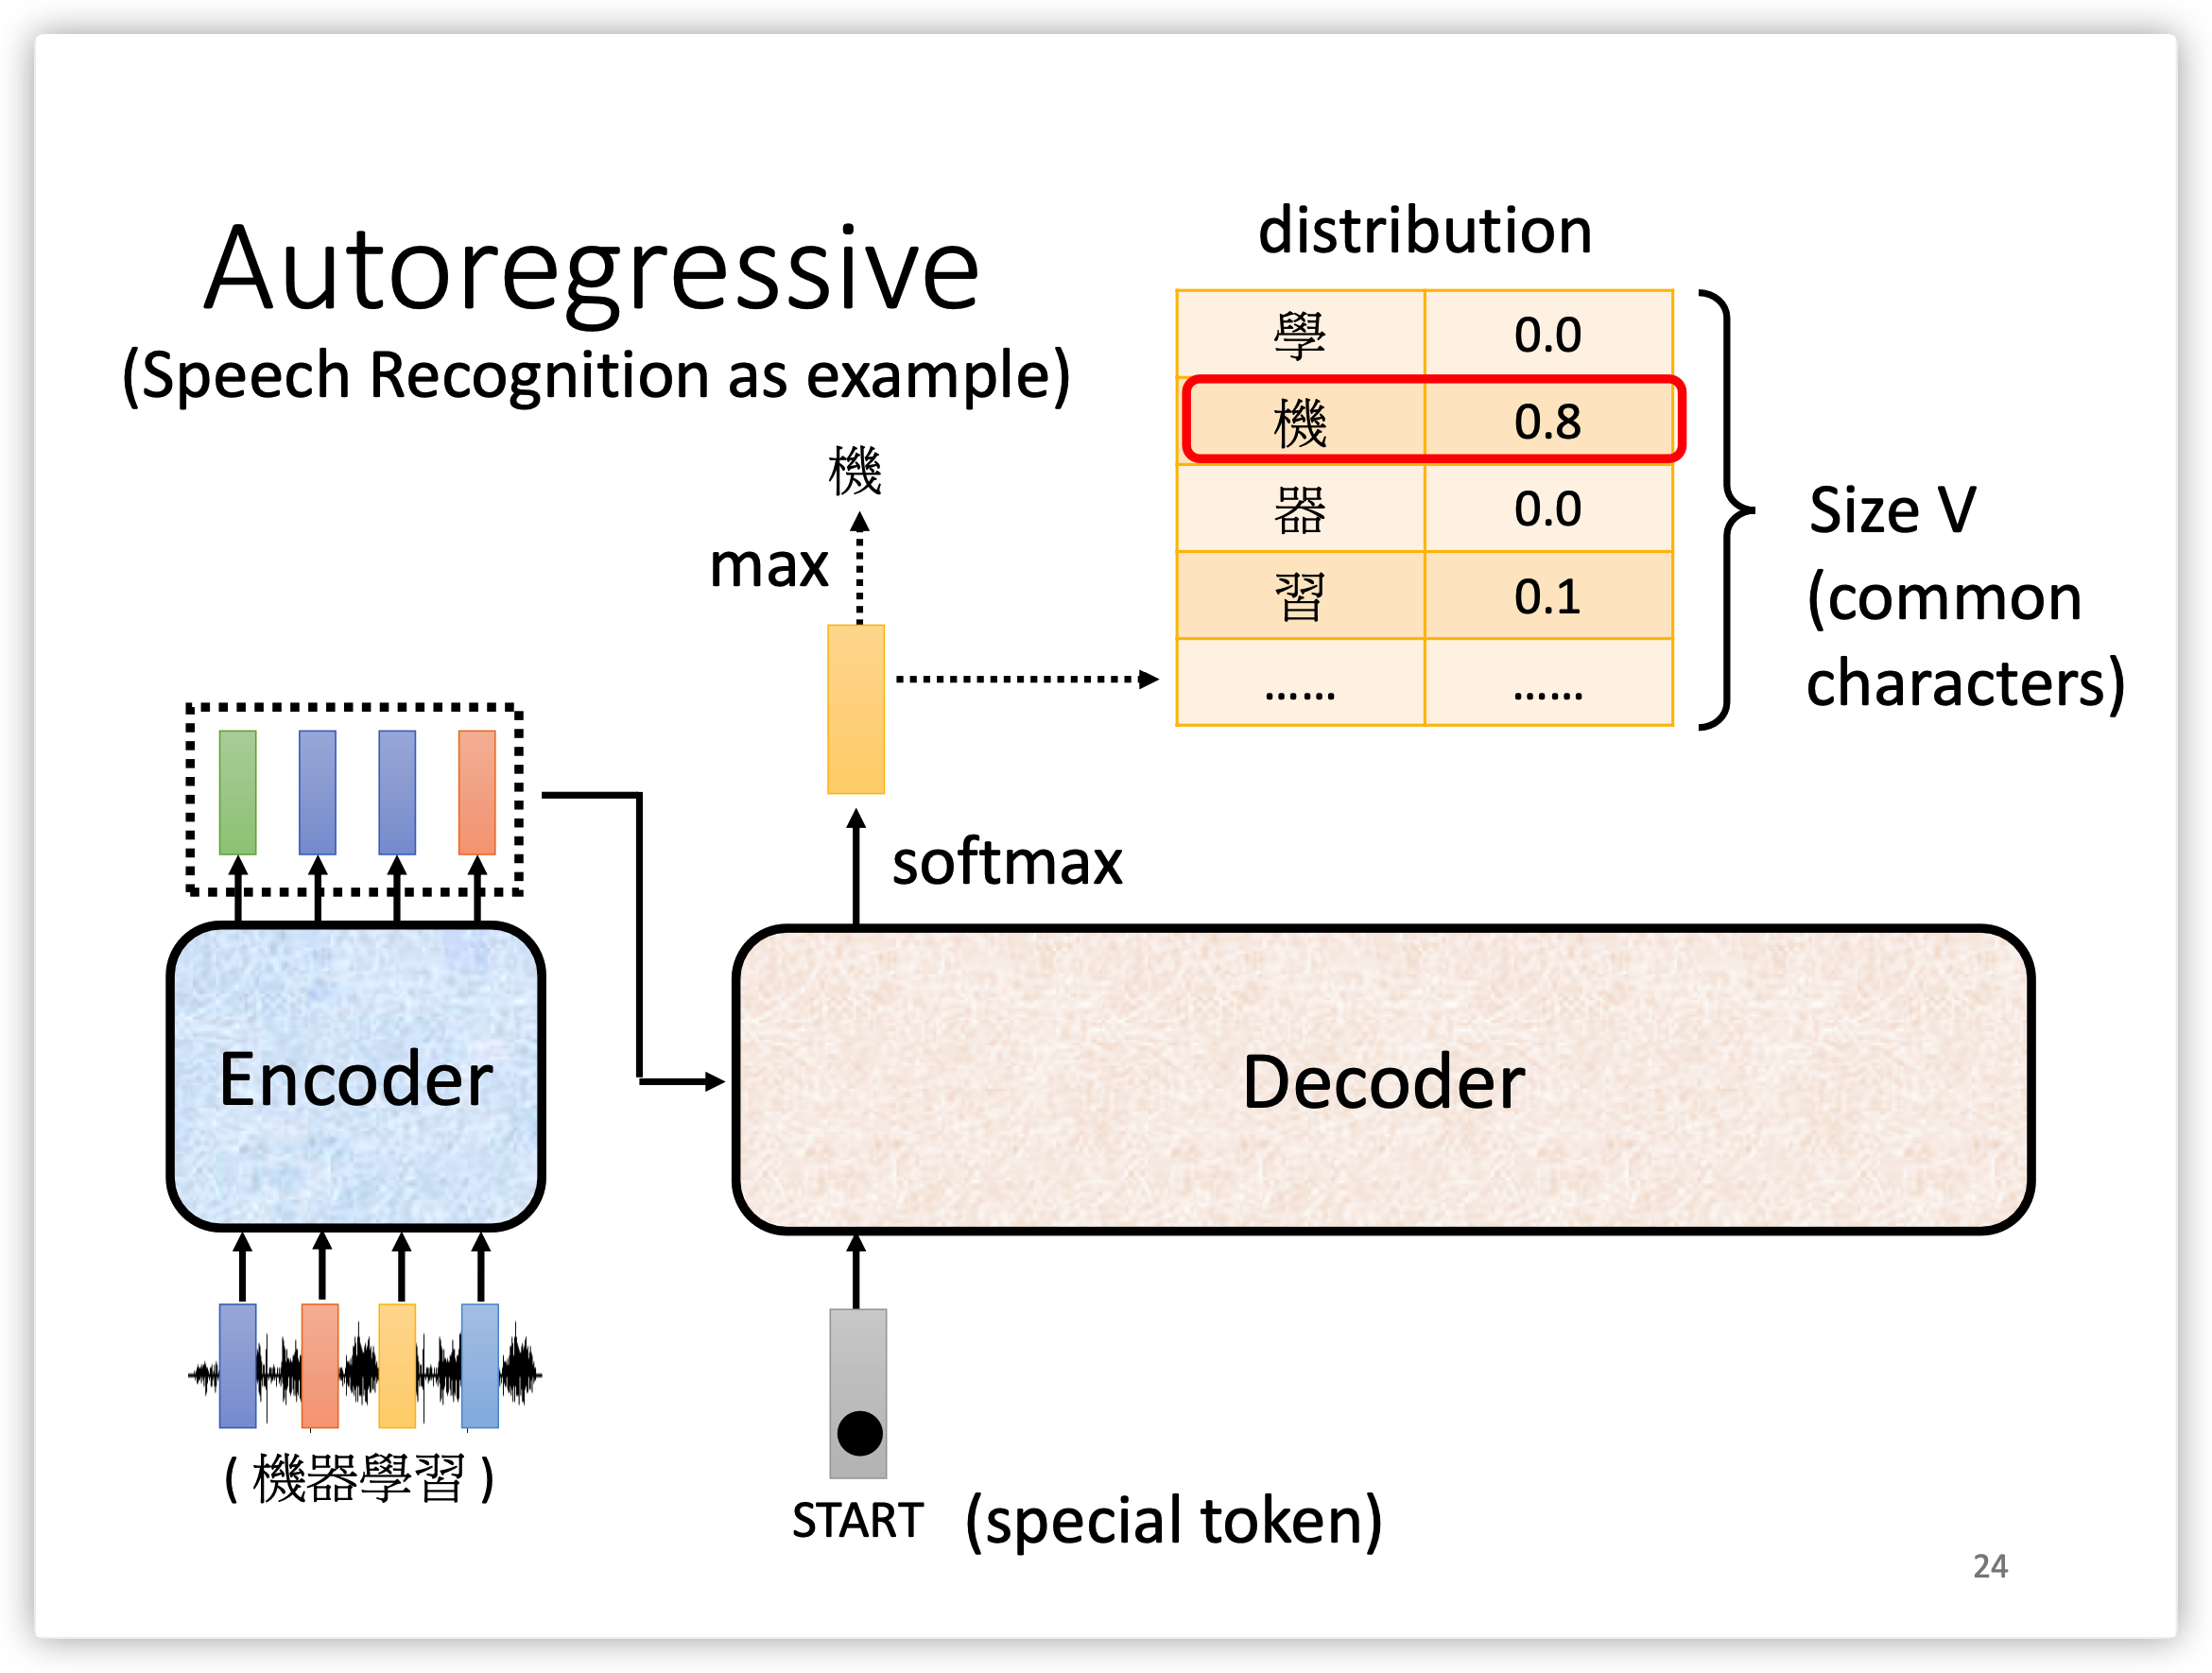 Autoregressive
(Speech Recognition as example)
distribution
學 0.0
機 0.8
器 0.0
習 0.1
…… ……
Size V
(common
characters)
機
max
softmax
Encoder
Decoder
( 機器學習 )
START (special token)
24